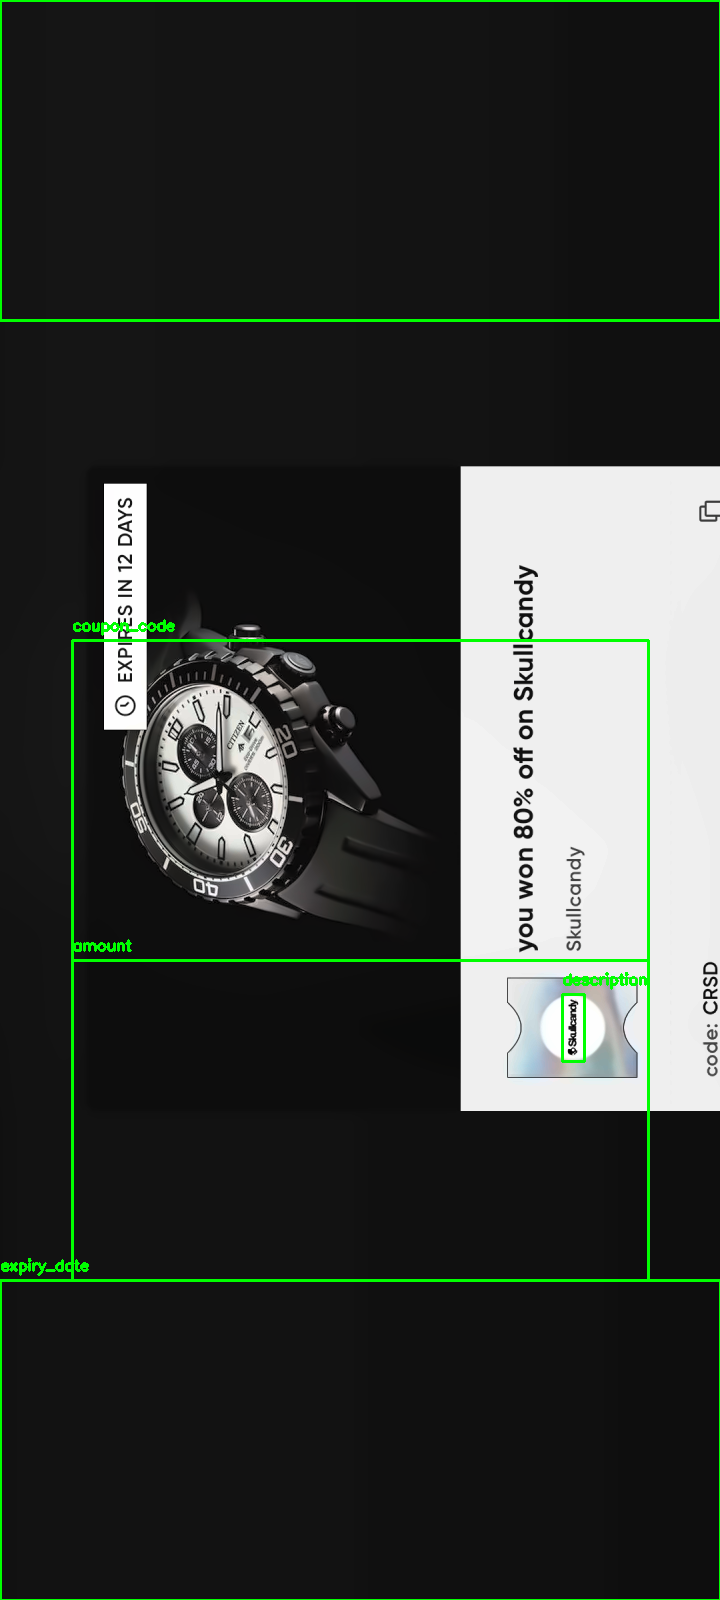 EXPIRES IN 12 DAYS
CITIZEN
20
30
40
50
you won 80% off on Skullcandy
Skullcandy
Skullcandy
code: CRSD
coupon_code
amount
description
expiry_date